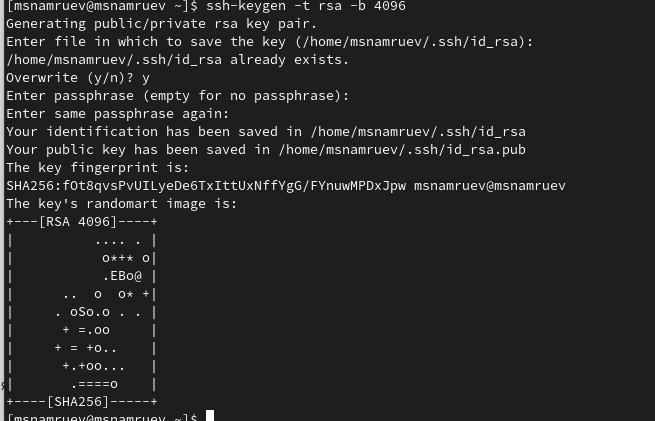 [msnamruev@msnamruev ~]$ ssh-keygen -t rsa -b 4096
Generating public/private rsa key pair.
Enter file in which to save the key (/home/msnamruev/.ssh/id_rsa):
/home/msnamruev/.ssh/id_rsa already exists.
Overwrite (y/n)? y
Enter passphrase (empty for no passphrase):
Enter same passphrase again:
Your identification has been saved in /home/msnamruev/.ssh/id_rsa
Your public key has been saved in /home/msnamruev/.ssh/id_rsa.pub
The key fingerprint is:
SHA256:fOt8qvsPvUILyeDe6TxIttUxNffYgG/FYnuwMPDxJpw msnamruev@msnamruev
The key's randomart image is:
+---[RSA 4096]----+
|          .... . |
|           o*+* o|
|           .EBo@ |
|      ..  o  o* +|
|     . oSo.o . . |
|      + =.oo     |
|     + = +o..    |
|      +.+oo...   |
|       .====o    |
+----[SHA256]-----+
[msnamruev@msnamruev ~]$